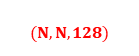 (N, N, 128)